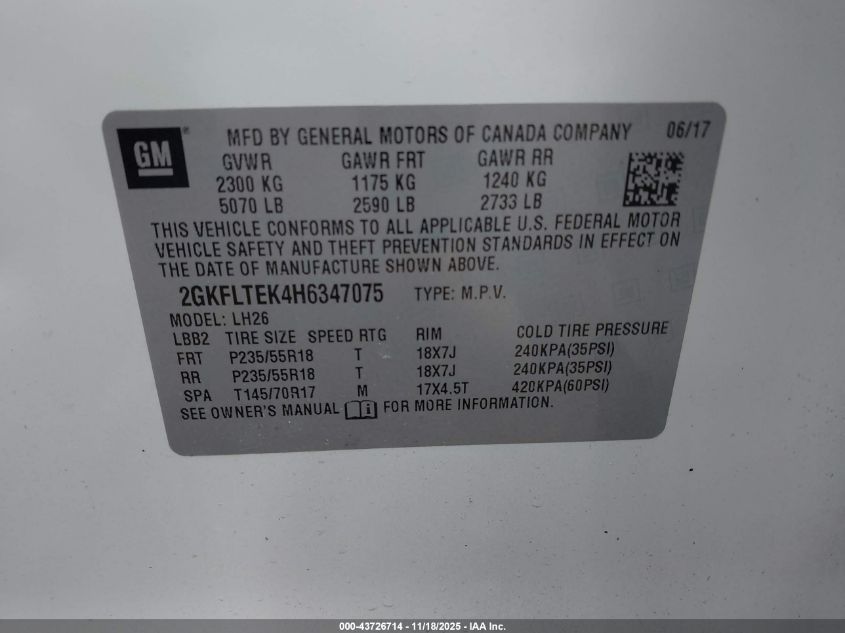 GM ® MFD BY GENERAL MOTORS OF CANADA COMPANY 06/17
GVWR GAWR FRT GAWR RR
2300 KG 1175 KG 1240 KG
5070 LB 2590 LB 2733 LB
THIS VEHICLE CONFORMS TO ALL APPLICABLE U.S. FEDERAL MOTOR
VEHICLE SAFETY AND THEFT PREVENTION STANDARDS IN EFFECT ON
THE DATE OF MANUFACTURE SHOWN ABOVE.
2GKFLTEK4H6347075 TYPE: M.P.V.
MODEL: LH26
LBB2 TIRE SIZE SPEED RTG RIM COLD TIRE PRESSURE
FRT P235/55R18 T 18X7J 240KPA(35PSI)
RR P235/55R18 T 18X7J 240KPA(35PSI)
SPA T145/70R17 M 17X4.5T 420KPA(60PSI)
SEE OWNER'S MANUAL i FOR MORE INFORMATION.
000-43726714 - 11/18/2025 - IAA Inc.